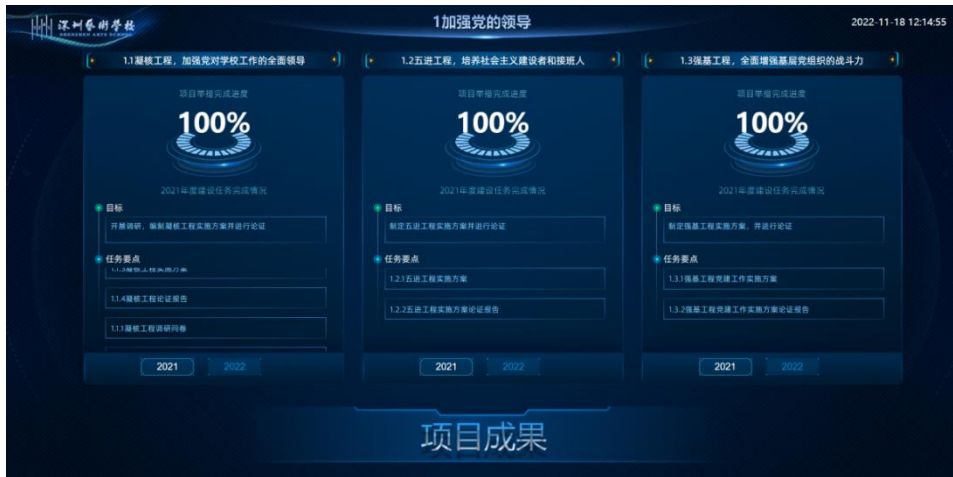 深圳艺術学校
SHENZHEN ARTS SCHOOL
1加强党的领导
2022-11-18 12:14:55
1.1凝核工程，加强党对学校工作的全面领导
项目举措完成进度
100%
2021年度建设任务完成情况
目标
开展调研，编制凝核工程实施方案并进行论证
任务要点
1.1.3凝核工程实施方案
1.1.4凝核工程论证报告
1.1.1凝核工程调研问卷
2021
2022
1.2五进工程，培养社会主义建设者和接班人
项目举措完成进度
100%
2021年度建设任务完成情况
目标
制定五进工程实施方案并进行论证
任务要点
1.2.1五进工程实施方案
1.2.2五进工程实施方案论证报告
2021
2022
1.3强基工程，全面增强基层党组织的战斗力
项目举措完成进度
100%
2021年度建设任务完成情况
目标
制定强基工程实施方案，并进行论证
任务要点
1.3.1强基工程党建工作实施方案
1.3.2强基工程党建工作实施方案论证报告
2021
2022
项目成果